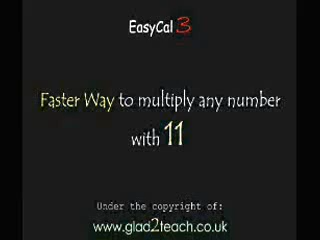 EasyCal 3
Faster Way to multiply any number
with 11
Under the copyright of:
www.glad2teach.co.uk